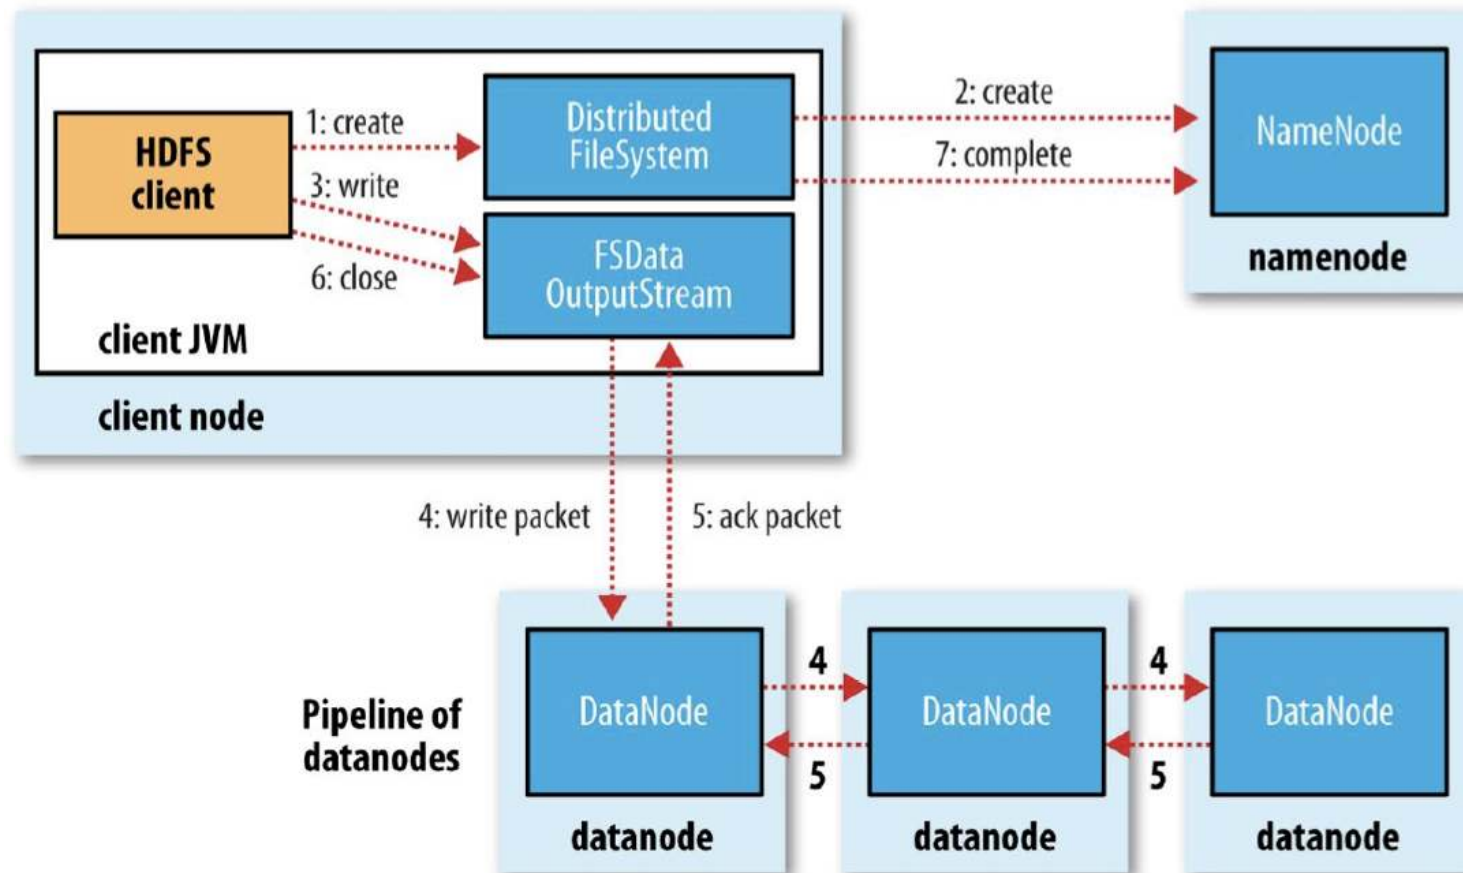 HDFS
client
1: create
3: write
6: close
Distributed
FileSystem
FSData
OutputStream
client JVM
client node
2: create
7: complete
NameNode
namenode
4: write packet
5: ack packet
Pipeline of
datanodes
DataNode
datanode
4
5
DataNode
datanode
4
5
DataNode
datanode